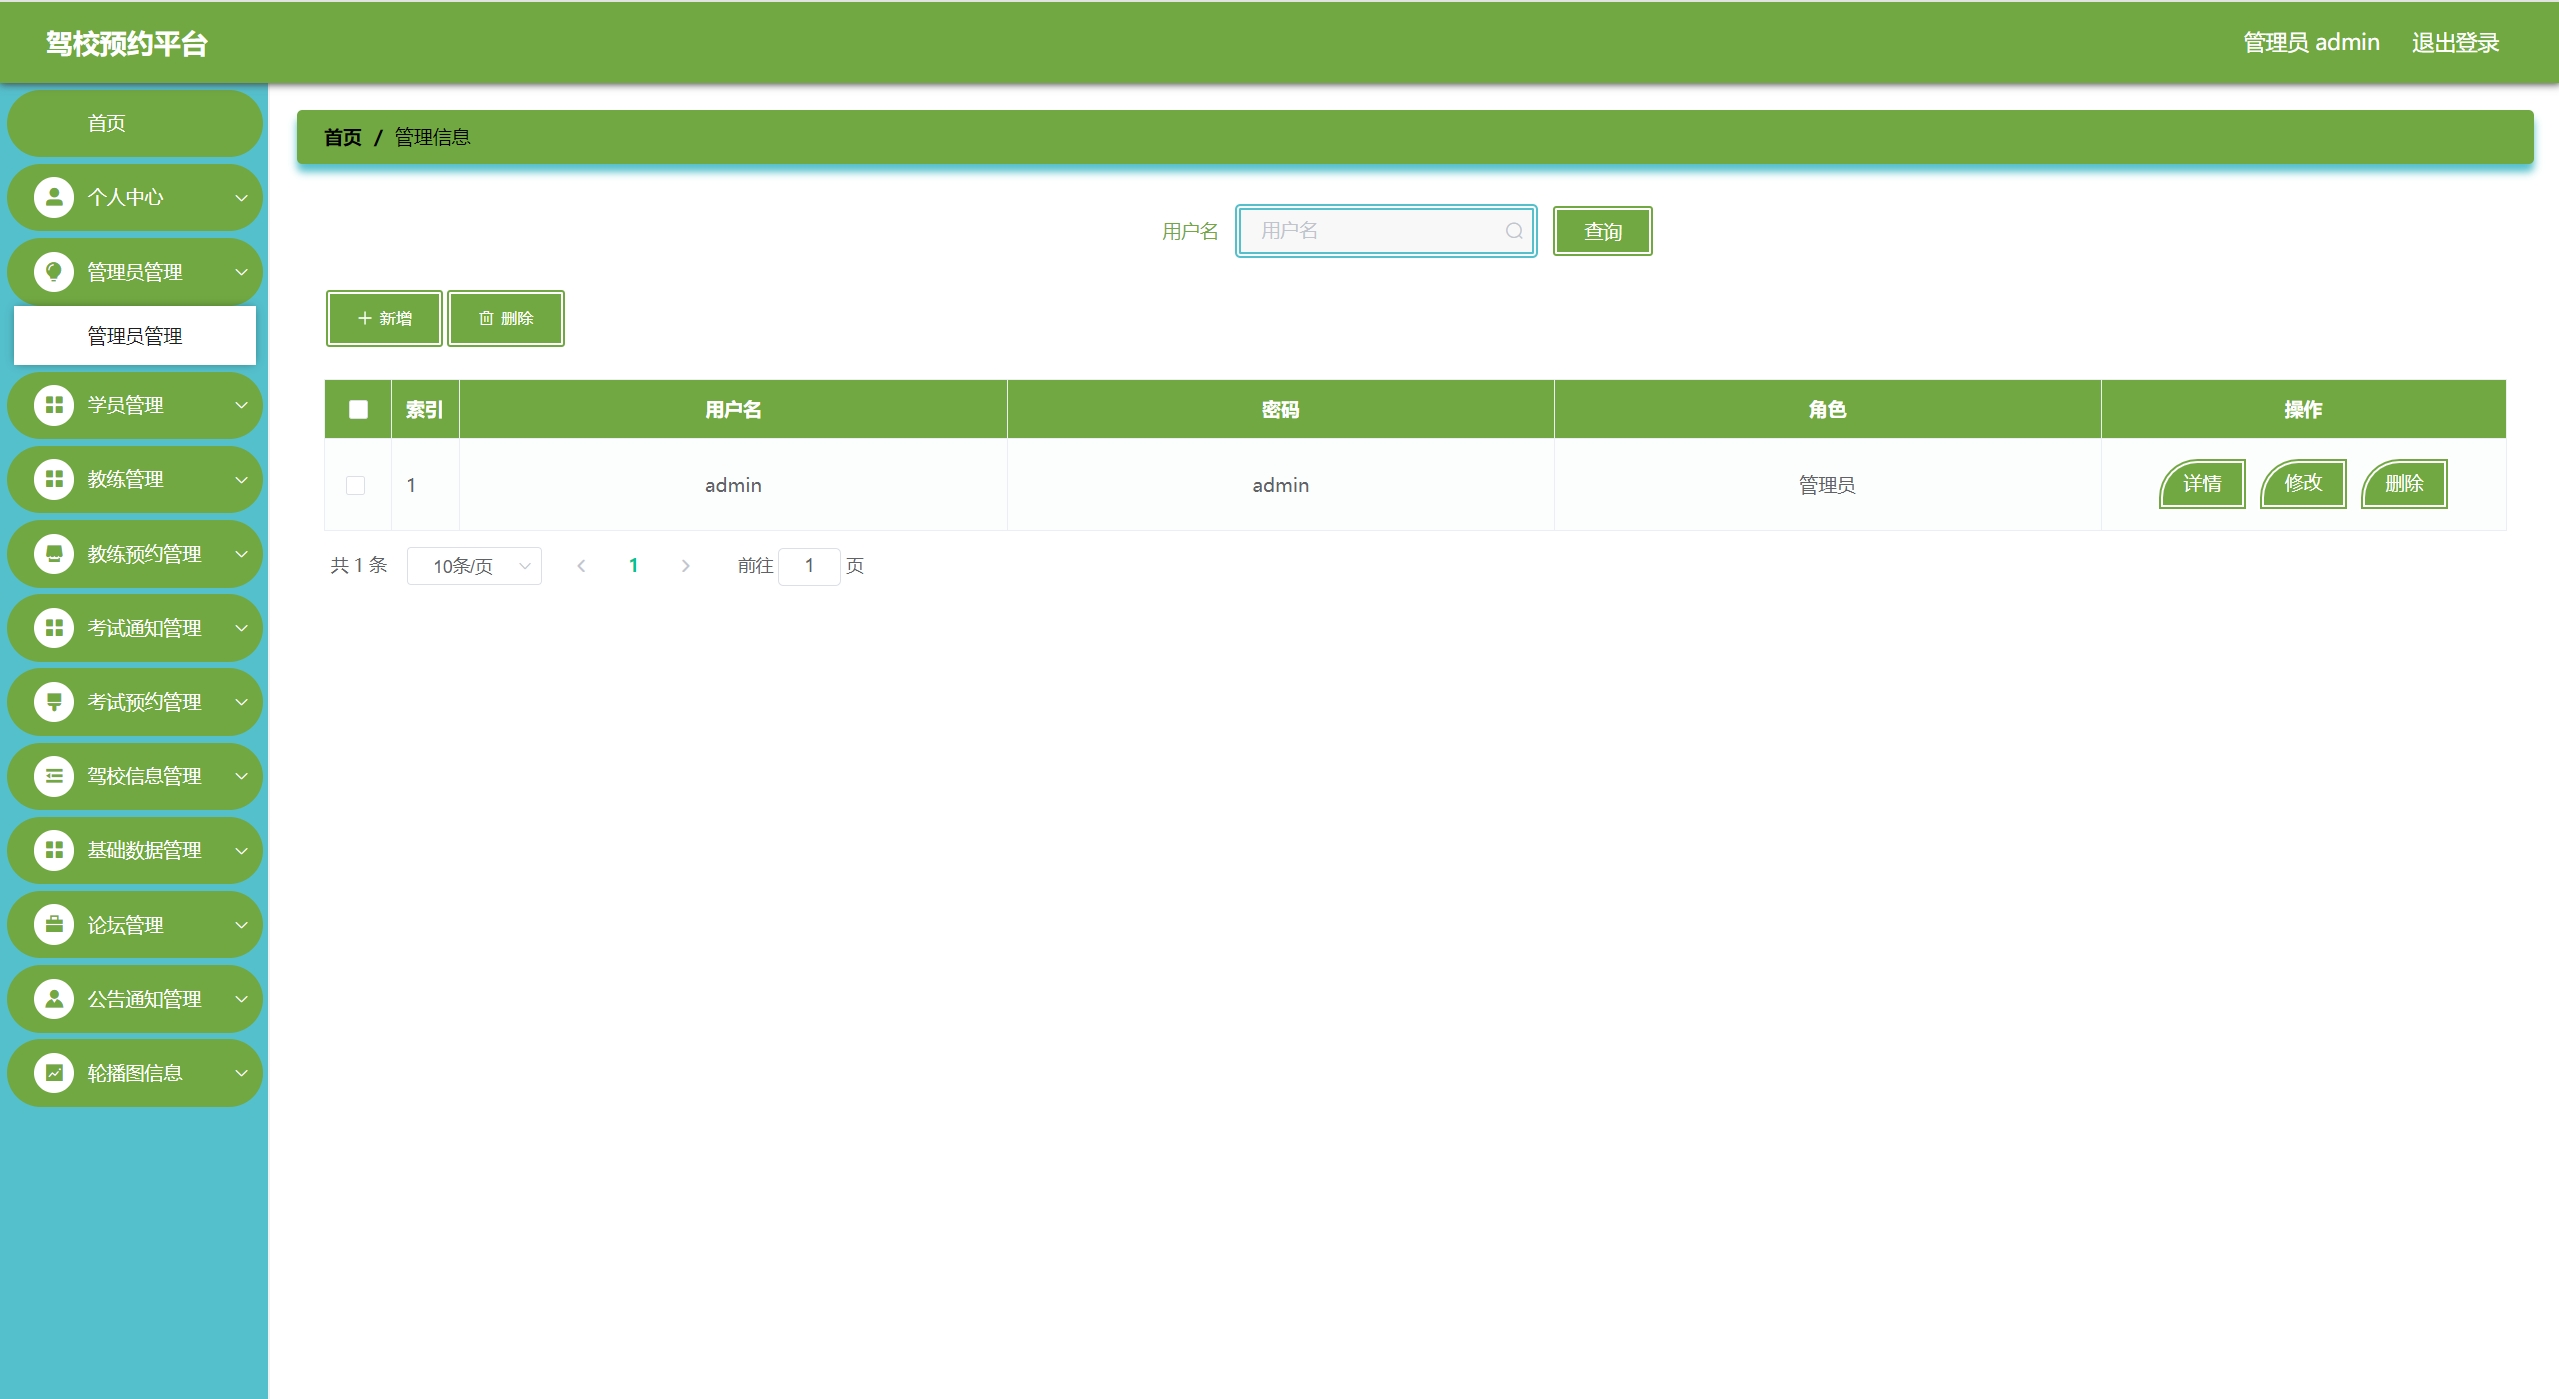 驾校预约平台
管理员 admin 退出登录
首页
个人中心
管理员管理
管理员管理
学员管理
教练管理
教练预约管理
考试通知管理
考试预约管理
驾校信息管理
基础数据管理
论坛管理
公告通知管理
轮播图信息
首页 / 管理信息
用户名 用户名 查询
新增 删除
索引 用户名 密码 角色 操作
1 admin admin 管理员 详情 修改 删除
共 1 条 10条/页 1 前往 1 页